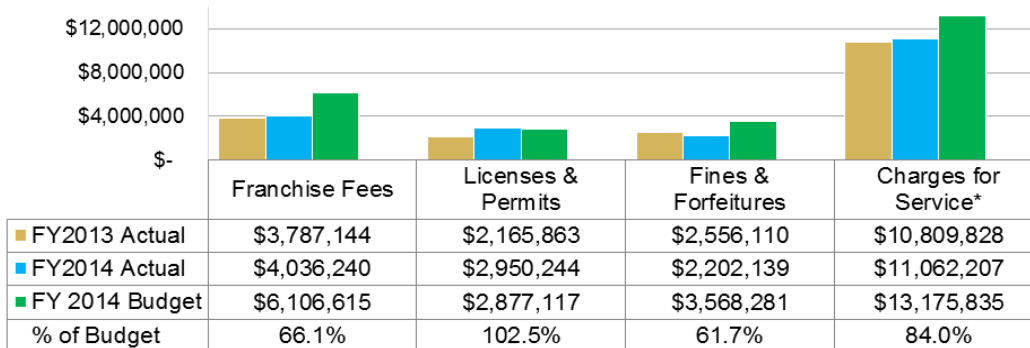 $12,000,000
$8,000,000
$4,000,000
$-
Franchise Fees
Licenses &
Permits
Fines &
Forfeitures
Charges for
Service*
FY2013 Actual $3,787,144 $2,165,863 $2,556,110 $10,809,828
FY2014 Actual $4,036,240 $2,950,244 $2,202,139 $11,062,207
FY 2014 Budget $6,106,615 $2,877,117 $3,568,281 $13,175,835
% of Budget 66.1% 102.5% 61.7% 84.0%